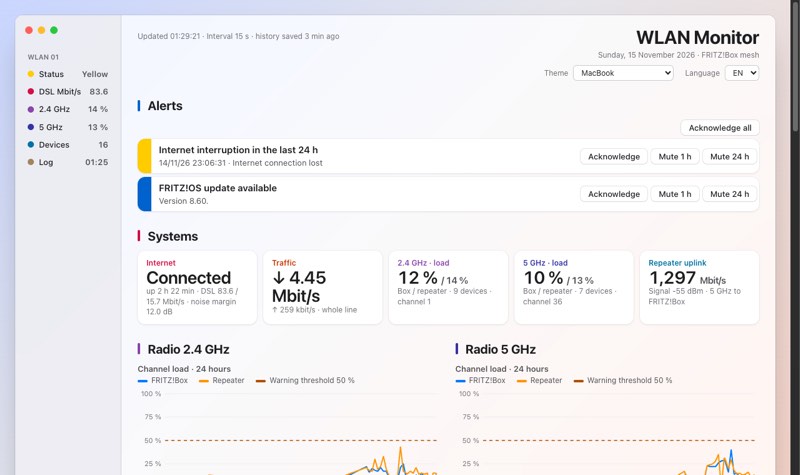 WLAN 01
Status Yellow
DSL Mbit/s 83.6
2.4 GHz 14 %
5 GHz 13 %
Devices 16
Log 01:25
Updated 01:29:21 · Interval 15 s · history saved 3 min ago
WLAN Monitor
Sunday, 15 November 2026 · FRITZ!Box mesh
Theme MacBook Language EN
Alerts
Acknowledge all
Internet interruption in the last 24 h
14/11/26 23:06:31 · Internet connection lost
Acknowledge Mute 1 h Mute 24 h
FRITZ!OS update available
Version 8.60.
Acknowledge Mute 1 h Mute 24 h
Systems
Internet
Connected
up 2 h 22 min · DSL 83.6 /
15.7 Mbit/s · noise margin
12.0 dB
Traffic
↓ 4.45
Mbit/s
↑ 259 kbit/s · whole line
2.4 GHz · load
12 % / 14 %
Box / repeater · 9 devices ·
channel 1
5 GHz · load
10 % / 13 %
Box / repeater · 7 devices ·
channel 36
Repeater uplink
1,297 Mbit/s
Signal -55 dBm · 5 GHz to
FRITZ!Box
Radio 2.4 GHz
Channel load · 24 hours
FRITZ!Box Repeater Warning threshold 50 %
100 %
75 %
50 %
25 %
Radio 5 GHz
Channel load · 24 hours
FRITZ!Box Repeater Warning threshold 50 %
100 %
75 %
50 %
25 %